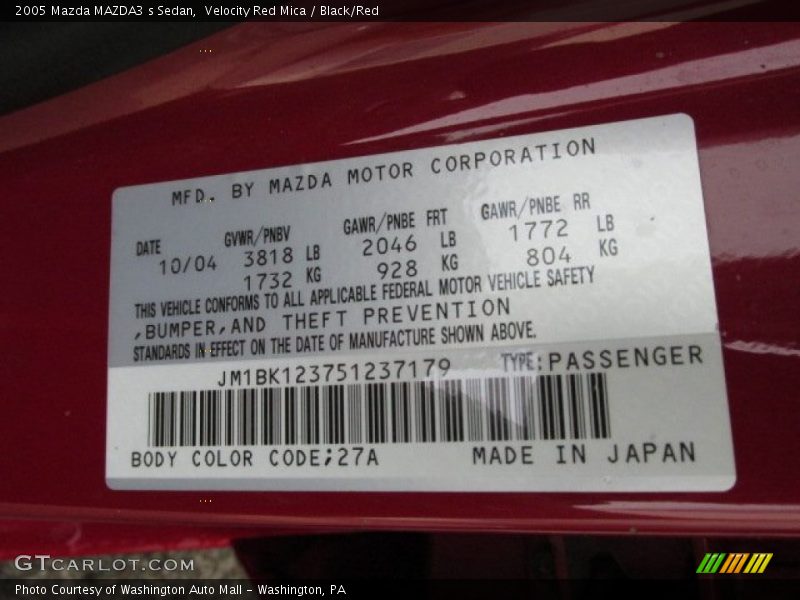 2005 Mazda MAZDA3 s Sedan, Velocity Red Mica / Black/Red
MFD. BY MAZDA MOTOR CORPORATION
DATE GVWR/PNBV GAWR/PNBE FRT GAWR/PNBE RR
10/04 3818 LB 2046 LB 1772 LB
1732 KG 928 KG 804 KG
THIS VEHICLE CONFORMS TO ALL APPLICABLE FEDERAL MOTOR VEHICLE SAFETY
,BUMPER,AND THEFT PREVENTION
STANDARDS IN EFFECT ON THE DATE OF MANUFACTURE SHOWN ABOVE.
JM1BK123751237179 TYPE:PASSENGER
BODY COLOR CODE;27A MADE IN JAPAN
GTCARLOT.COM
Photo Courtesy of Washington Auto Mall - Washington, PA